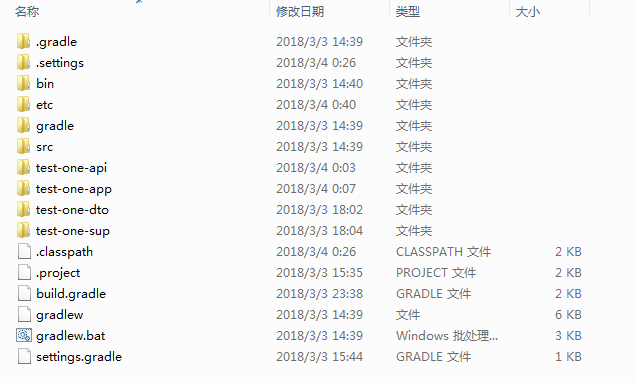 名称 修改日期 类型 大小
.gradle 2018/3/3 14:39 文件夹
.settings 2018/3/4 0:26 文件夹
bin 2018/3/4 0:26 文件夹
etc 2018/3/4 0:40 文件夹
gradle 2018/3/3 14:39 文件夹
src 2018/3/3 14:39 文件夹
test-one-api 2018/3/4 0:03 文件夹
test-one-app 2018/3/4 0:07 文件夹
test-one-dto 2018/3/3 18:02 文件夹
test-one-sup 2018/3/3 18:04 文件夹
.classpath 2018/3/4 0:26 CLASSPATH 文件 2 KB
.project 2018/3/3 15:35 PROJECT 文件 2 KB
build.gradle 2018/3/3 23:38 GRADLE 文件 2 KB
gradlew 2018/3/3 14:39 文件 6 KB
gradlew.bat 2018/3/3 14:39 Windows 批处理... 3 KB
settings.gradle 2018/3/3 15:44 GRADLE 文件 1 KB